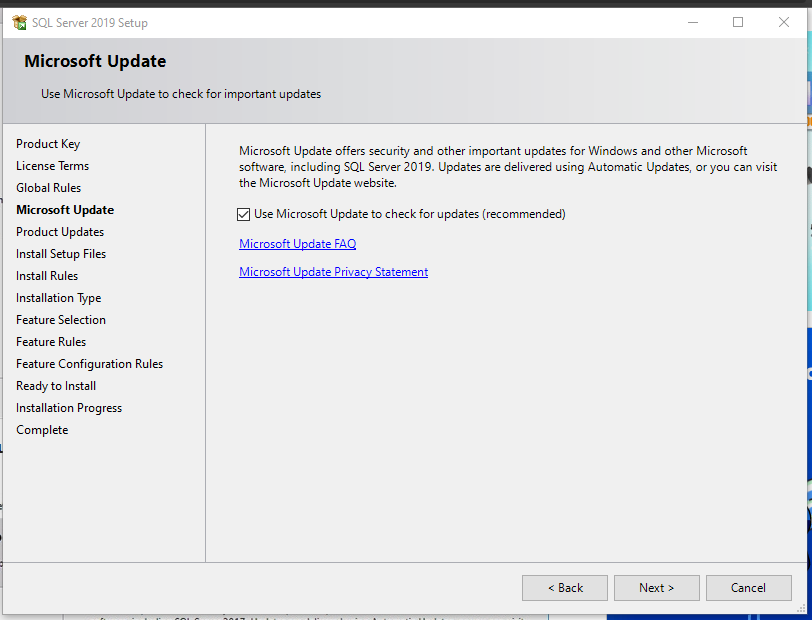 SQL Server 2019 Setup
Microsoft Update
Use Microsoft Update to check for important updates
Product Key
License Terms
Global Rules
Microsoft Update
Product Updates
Install Setup Files
Install Rules
Installation Type
Feature Selection
Feature Rules
Feature Configuration Rules
Ready to Install
Installation Progress
Complete
Microsoft Update offers security and other important updates for Windows and other Microsoft
software, including SQL Server 2019. Updates are delivered using Automatic Updates, or you can visit
the Microsoft Update website.
Use Microsoft Update to check for updates (recommended)
Microsoft Update FAQ
Microsoft Update Privacy Statement
< Back
Next >
Cancel